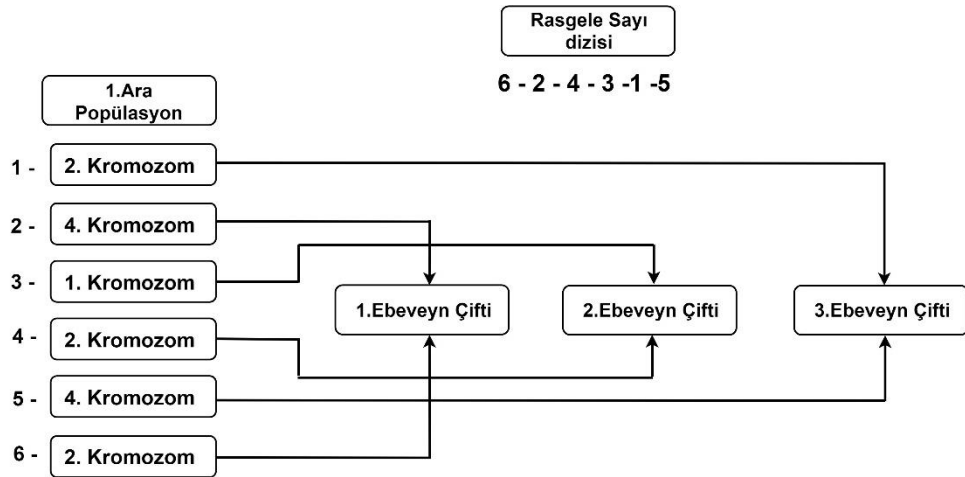 Rasgele Sayı
dizisi
6 - 2 - 4 - 3 -1 -5
1.Ara
Popülasyon
1 - 2. Kromozom
2 - 4. Kromozom
3 - 1. Kromozom
4 - 2. Kromozom
5 - 4. Kromozom
6 - 2. Kromozom
1.Ebeveyn Çifti
2.Ebeveyn Çifti
3.Ebeveyn Çifti